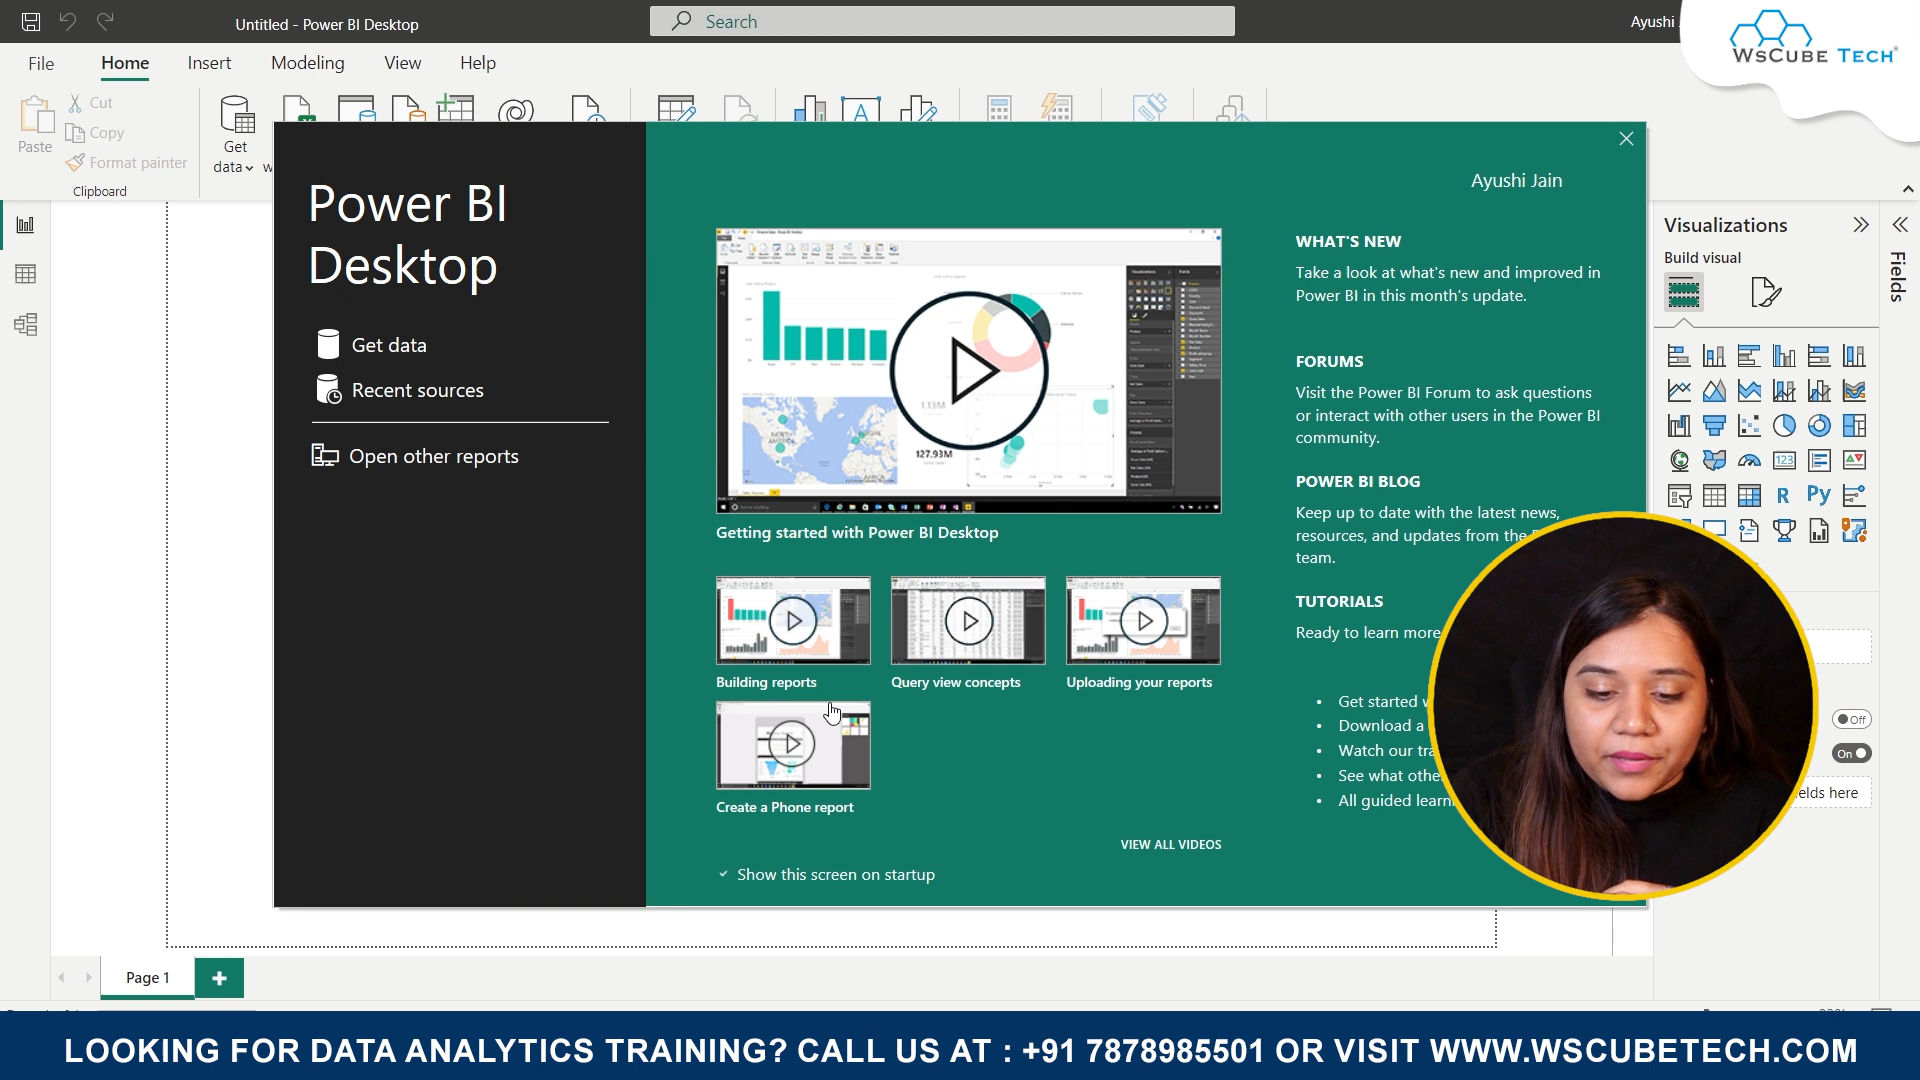 Untitled - Power BI Desktop
Search
Ayushi
WsCube Tech
File
Home
Insert
Modeling
View
Help
Paste
Cut
Copy
Format painter
Clipboard
Get
data
w
Power BI
Desktop
Get data
Recent sources
Open other reports
Ayushi Jain
127.93M
Getting started with Power BI Desktop
Building reports
Query view concepts
Uploading your reports
Create a Phone report
VIEW ALL VIDEOS
Show this screen on startup
WHAT'S NEW
Take a look at what's new and improved in
Power BI in this month's update.
FORUMS
Visit the Power BI Forum to ask questions
or interact with other users in the Power BI
community.
POWER BI BLOG
Keep up to date with the latest news,
resources, and updates from the
team.
TUTORIALS
Ready to learn more
Get started
Download a
Watch our
See what
All guided
Visualizations
Build visual
Fields
123
R
Py
Off
On
here
Page 1
LOOKING FOR DATA ANALYTICS TRAINING? CALL US AT : +91 7878985501 OR VISIT WWW.WSCUBETECH.COM